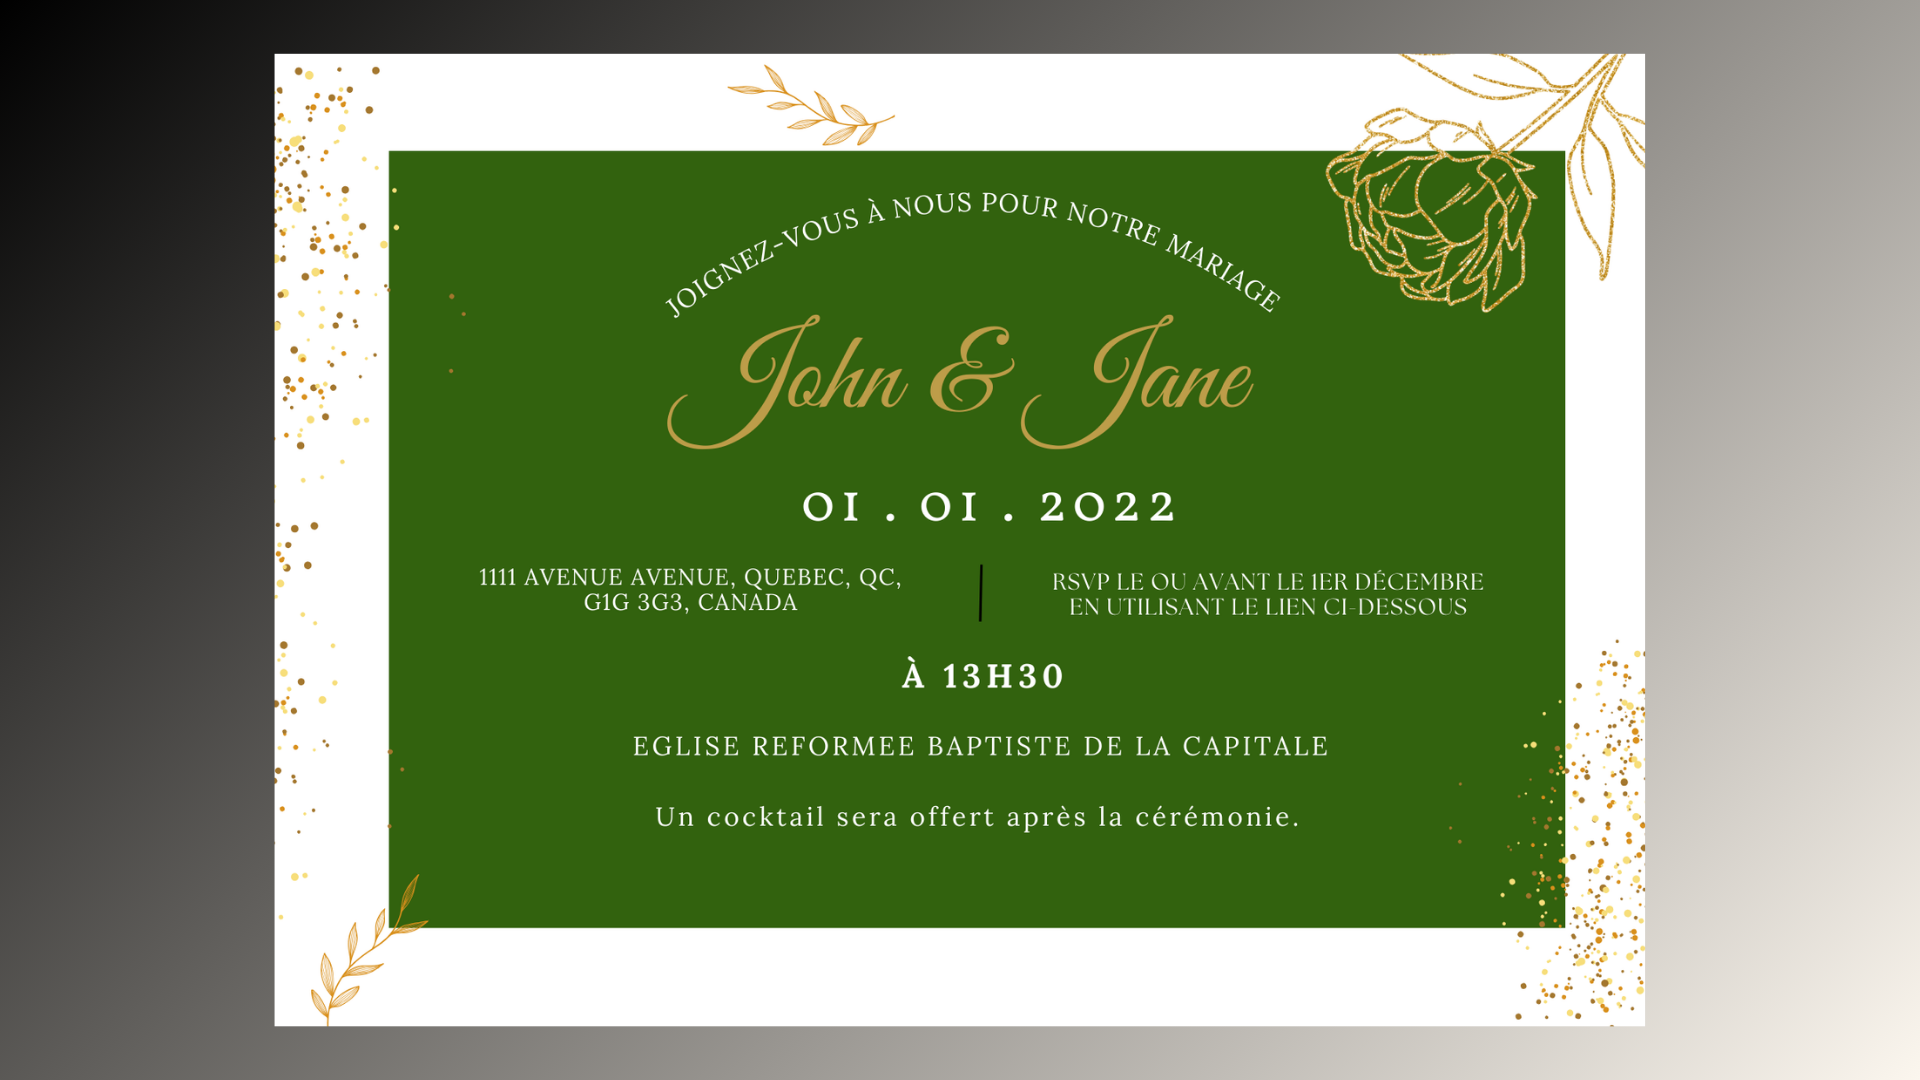 JOIGNEZ-VOUS À NOUS POUR NOTRE MARIAGE
John & Jane
01 . 01 . 2022
1111 AVENUE AVENUE, QUEBEC, QC,
G1G 3G3, CANADA
RSVP LE OU AVANT LE 1ER DÉCEMBRE
EN UTILISANT LE LIEN CI-DESSOUS
À 13H30
EGLISE REFORMEE BAPTISTE DE LA CAPITALE
Un cocktail sera offert après la cérémonie.